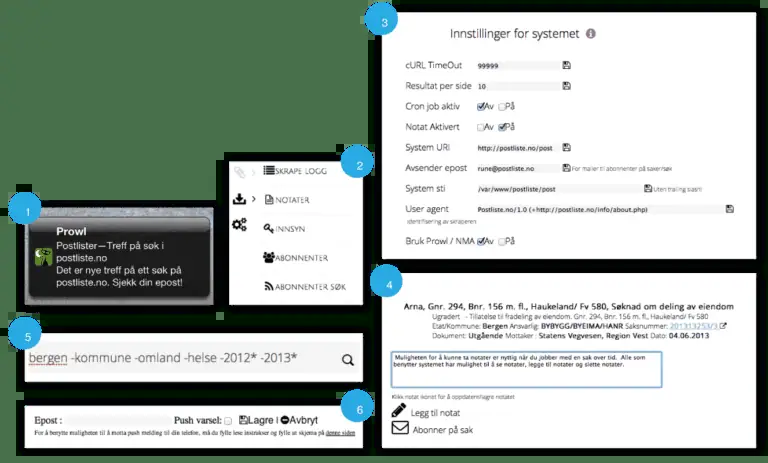 1
Prowl
Postlister—Treff på søk i
postliste.no
Det er nye treff på ett søk på
postliste.no. Sjekk din epost!
2
SKRAPE LOGG
NOTATER
INNSYN
ABONNENTER
ABONNENTER SØK
3
Innstillinger for systemet
cURL TimeOut 99999
Resultat per side 10
Cron job aktiv Av På
Notat Aktivert Av På
System URI http://postliste.no/post
Avsender epost rune@postliste.no For mailer til abonnenter på saker/søk
System sti /var/www/postliste/post Uten trailing slash!
User agent Postliste.no/1.0 (+http://postliste.no/info/about.php)
Identifisering av skraperen
Bruk Prowl / NMA Av På
4
Arna, Gnr. 294, Bnr. 156 m. fl., Haukeland/ Fv 580, Søknad om deling av eiendom
Ugradert - Tillatelse til fradeling av eiendom. Gnr. 294, Bnr. 156 m. fl., Haukeland/ Fv 580
Etat/Kommune: Bergen Ansvarlig: BYBYGG/BYEIMA/HANR Saksnummer: 201313253/3
Dokument: Utgående Mottaker : Statens Vegvesen, Region Vest Dato: 04.06.2013
Muligheten for å kunne ta notater er nyttig når du jobber med en sak over tid. Alle som
benytter systemet har mulighet til å se notater, legge til notater og slette notater.
Klikk notat ikonet for å oppdatere/lagre notatet
Legg til notat
Abonner på sak
5
bergen -kommune -omland -helse -2012* -2013*
6
Epost : Push varsel: Lagre | Avbryt
For å benytte muligheten til å motta push melding til din telefon, må du fylle lese instrukser og fylle ut skjema på denne siden